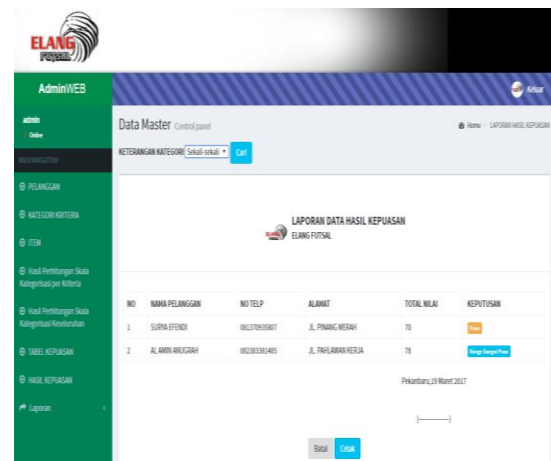 ELANG
FUTSAL
AdminWEB
Keluar
admin
Online
Data Master Control panel
Home > LAPORAN HASIL KEPUASAN
KETERANGAN KATEGORI Sekali-sekali Cari
MAIN NAVIGATION
PELANGGAN
KATEGORI KRITERIA
ITEM
Hasil Perhitungan Skala
Kategorisasi per Kriteria
Hasil Perhitungan Skala
Kategorisasi Keseluruhan
TABEL KEPUASAN
HASIL KEPUASAN
Laporan
LAPORAN DATA HASIL KEPUASAN
ELANG FUTSAL
NO NAMA PELANGGAN NO TELP ALAMAT TOTAL NILAI KEPUTUSAN
1 SURYA EFENDI 081370935807 JL. PINANG MERAH 70 Puas
2 AL AMIN ANUGRAH 082383381485 JL. PAHLAWAN KERJA 78 Sangat Puas
Pekanbaru,19 Maret 2017
(---------------)
Batal Cetak